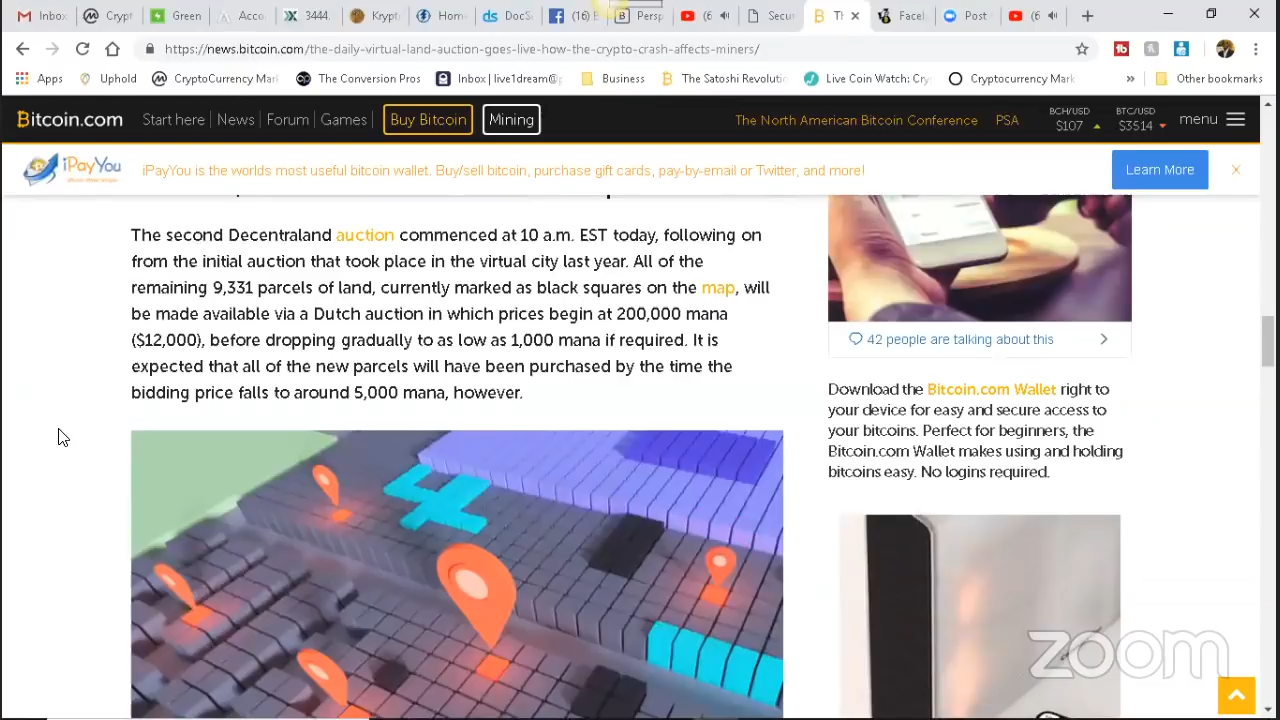 Inbo
Crypt
Green
Acco
3444.
Krypt
Home
DocS
(16)
Persp
(6
Secur
Th
Facel
Post
(6
https://news.bitcoin.com/the-daily-virtual-land-auction-goes-live-how-the-crypto-crash-affects-miners/
Apps
Uphold
CryptoCurrency Mark
The Conversion Pros
Inbox | live1dream@g
Business
The Satoshi Revoluti
Live Coin Watch: Cry
Cryptocurrency Mark
»
Other bookmarks
Bitcoin.com
Start here | News | Forum | Games |
Buy Bitcoin
Mining
The North American Bitcoin Conference
PSA
BCH/USD
$107
BTC/USD
$3514
menu
iPayYou
iPayYou is the worlds most useful bitcoin wallet. Buy/sell bitcoin, purchase gift cards, pay-by-email or Twitter, and more!
Learn More
The second Decentraland auction commenced at 10 a.m. EST today, following on
from the initial auction that took place in the virtual city last year. All of the
remaining 9,331 parcels of land, currently marked as black squares on the map, will
be made available via a Dutch auction in which prices begin at 200,000 mana
($12,000), before dropping gradually to as low as 1,000 mana if required. It is
expected that all of the new parcels will have been purchased by the time the
bidding price falls to around 5,000 mana, however.
42 people are talking about this
Download the Bitcoin.com Wallet right to
your device for easy and secure access to
your bitcoins. Perfect for beginners, the
Bitcoin.com Wallet makes using and holding
bitcoins easy. No logins required.
zoom